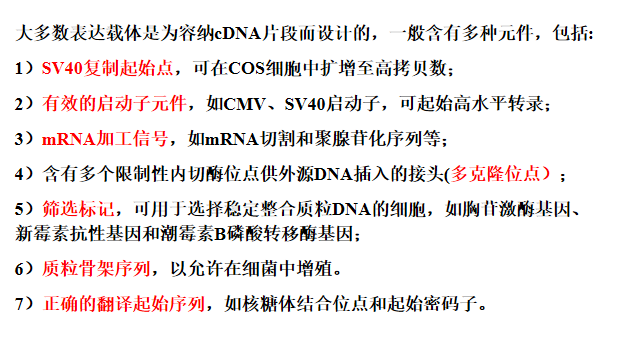 大多数表达载体是为容纳cDNA片段而设计的，一般含有多种元件，包括：
1）SV40复制起始点，可在COS细胞中扩增至高拷贝数；
2）有效的启动子元件，如CMV、SV40启动子，可起始高水平转录；
3）mRNA加工信号，如mRNA切割和聚腺苷化序列等；
4）含有多个限制性内切酶位点供外源DNA插入的接头(多克隆位点）;
5）筛选标记，可用于选择稳定整合质粒DNA的细胞，如胸苷激酶基因、
新霉素抗性基因和潮霉素B磷酸转移酶基因；
6）质粒骨架序列，以允许在细菌中增殖。
7）正确的翻译起始序列，如核糖体结合位点和起始密码子。